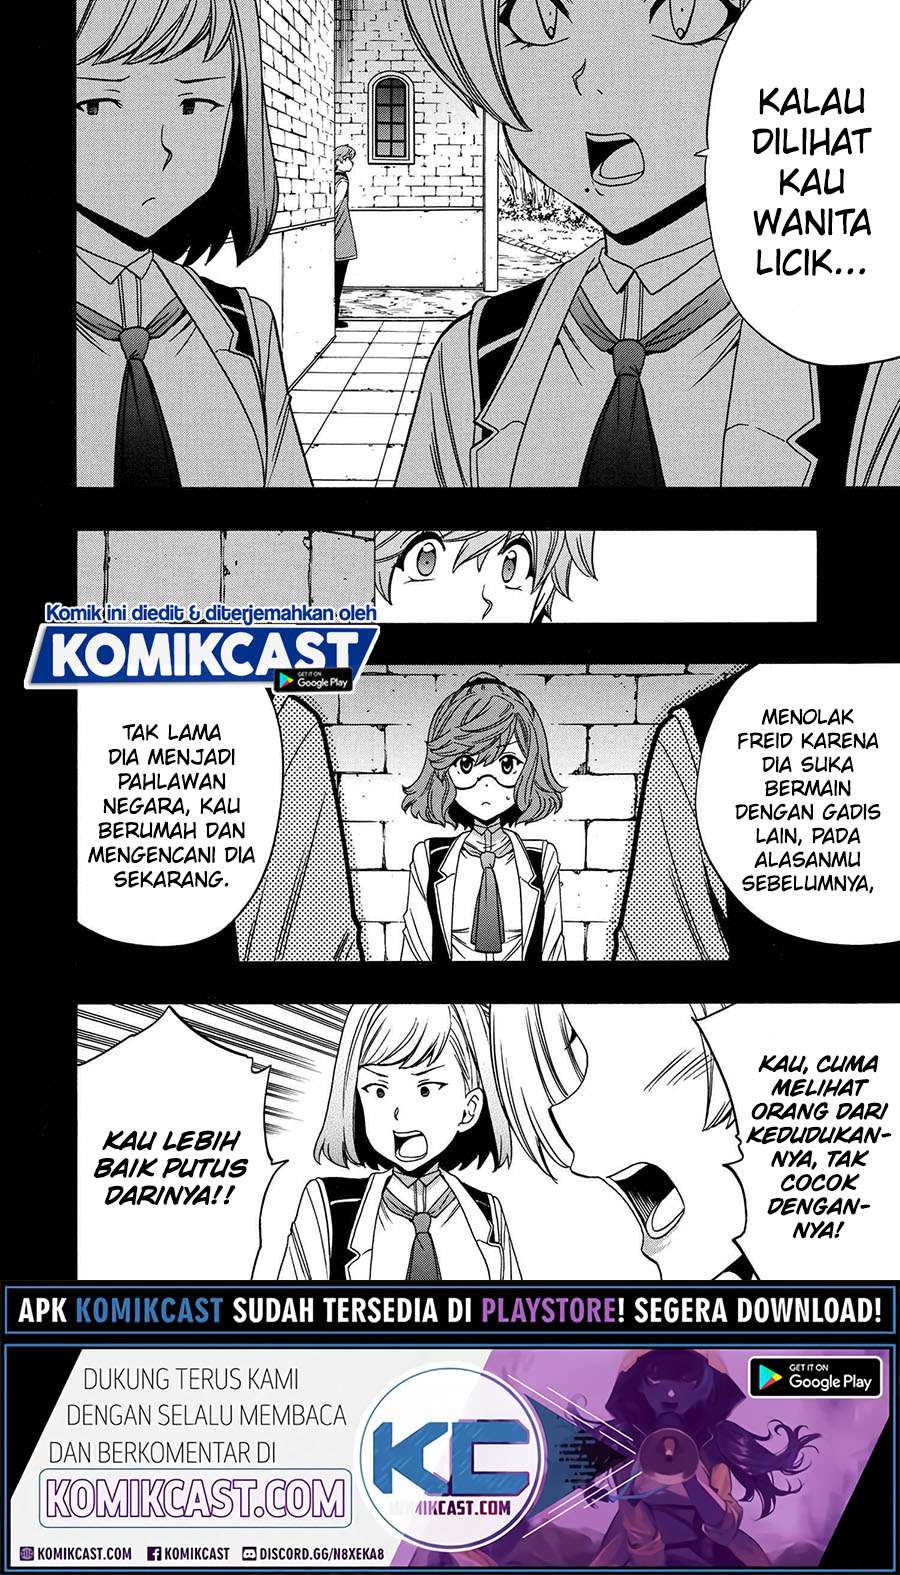 KALAU
DILIHAT
KAU
WANITA
LICIK...
Komik ini diedit & diterjemahkan oleh
KOMIKCAST
GET IT ON
Google Play
MENOLAK
FREID KARENA
DIA SUKA
BERMAIN
DENGAN GADIS
LAIN, PADA
ALASANMU
SEBELUMNYA,
TAK LAMA
DIA MENJADI
PAHLAWAN
NEGARA, KAU
BERUMAH DAN
MENGENCANI DIA
SEKARANG.
KAU, CUMA
MELIHAT
ORANG DARI
KEDUDUKAN-
NYA, TAK
COCOK
DENGAN-
NYA!
KAU LEBIH
BAIK PUTUS
DARINYA!!
APK KOMIKCAST SUDAH TERSEDIA DI PLAYSTORE! SEGERA DOWNLOAD!
DUKUNG TERUS KAMI
DENGAN SELALU MEMBACA
DAN BERKOMENTAR DI
KOMIKCAST.COM
KC
GET IT ON
Google Play
KOMIKCAST.COM KOMIKCAST DISCORD.GG/N8XEKA8